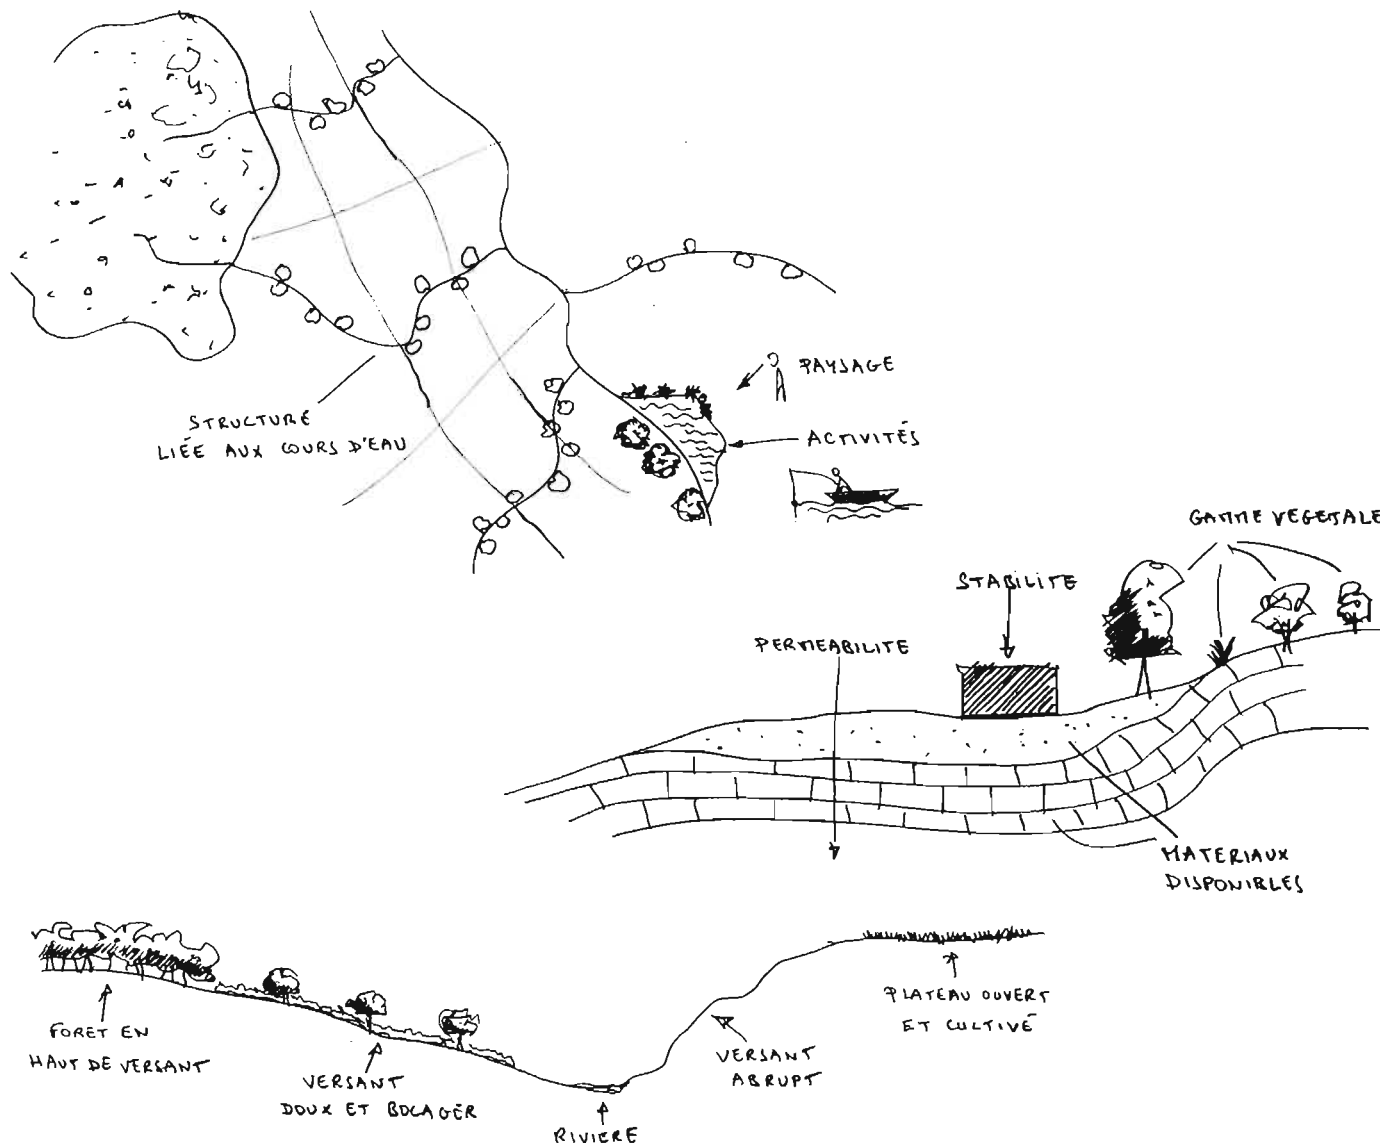 PAYSAGE
STRUCTURE
LIÉE AUX COURS D'EAU
ACTIVITÉS
GAMME VEGETALE
STABILITE
PERMEABILITE
MATERIAUX
DISPONIBLES
FORET EN
HAUT DE VERSANT
VERSANT
DOUX ET BOCAGER
RIVIERE
VERSANT
ABRUPT
PLATEAU OUVERT
ET CULTIVÉ